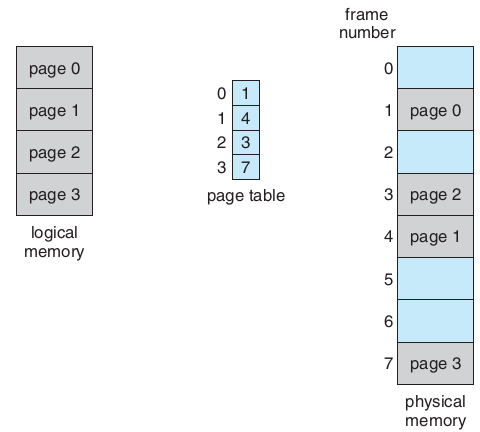 page 0
page 1
page 2
page 3
logical
memory
0 1
1 4
2 3
3 7
page table
frame
number
0
1 page 0
2
3 page 2
4 page 1
5
6
7 page 3
physical
memory